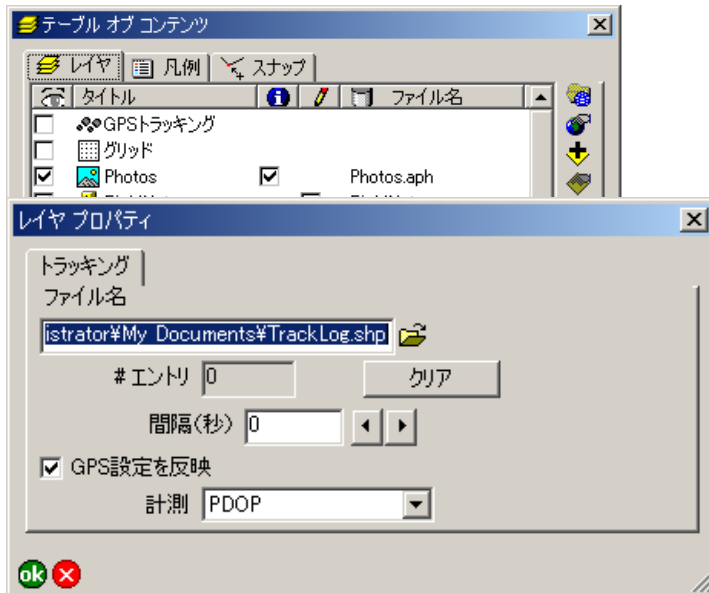 テーブル オブ コンテンツ
レイヤ 凡例 スナップ
タイトル ファイル名
GPSトラッキング
グリッド
Photos Photos.aph
レイヤ プロパティ
トラッキング
ファイル名
istrator¥My Documents¥TrackLog.shp
# エントリ 0 クリア
間隔(秒) 0
GPS設定を反映
計測 PDOP
ok